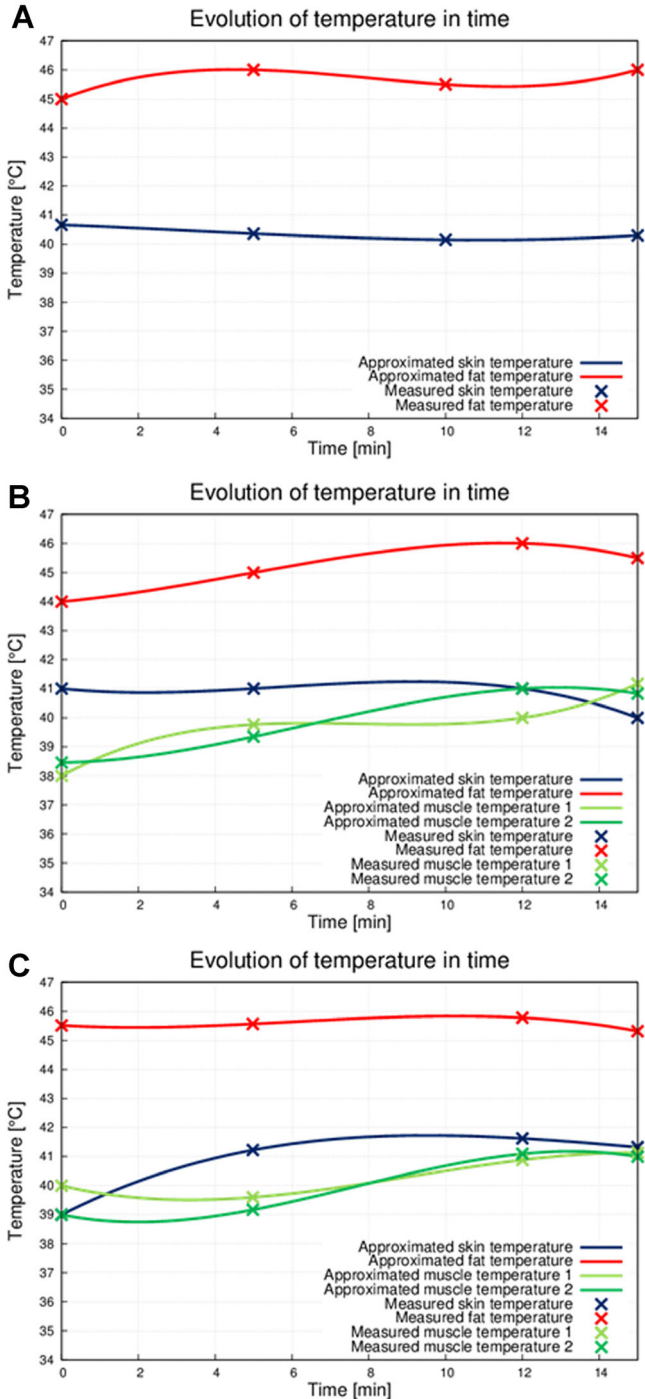 A
Evolution of temperature in time
Temperature [°C]
47
46
45
44
43
42
41
40
39
38
37
36
35
34
Approximated skin temperature
Approximated fat temperature
Measured skin temperature
Measured fat temperature
0 2 4 6 8 10 12 14
Time [min]
B
Evolution of temperature in time
Temperature [°C]
47
46
45
44
43
42
41
40
39
38
37
36
35
34
Approximated skin temperature
Approximated fat temperature
Approximated muscle temperature 1
Approximated muscle temperature 2
Measured skin temperature
Measured fat temperature
Measured muscle temperature 1
Measured muscle temperature 2
0 2 4 6 8 10 12 14
Time [min]
C
Evolution of temperature in time
Temperature [°C]
47
46
45
44
43
42
41
40
39
38
37
36
35
34
Approximated skin temperature
Approximated fat temperature
Approximated muscle temperature 1
Approximated muscle temperature 2
Measured skin temperature
Measured fat temperature
Measured muscle temperature 1
Measured muscle temperature 2
0 2 4 6 8 10 12 14
Time [min]